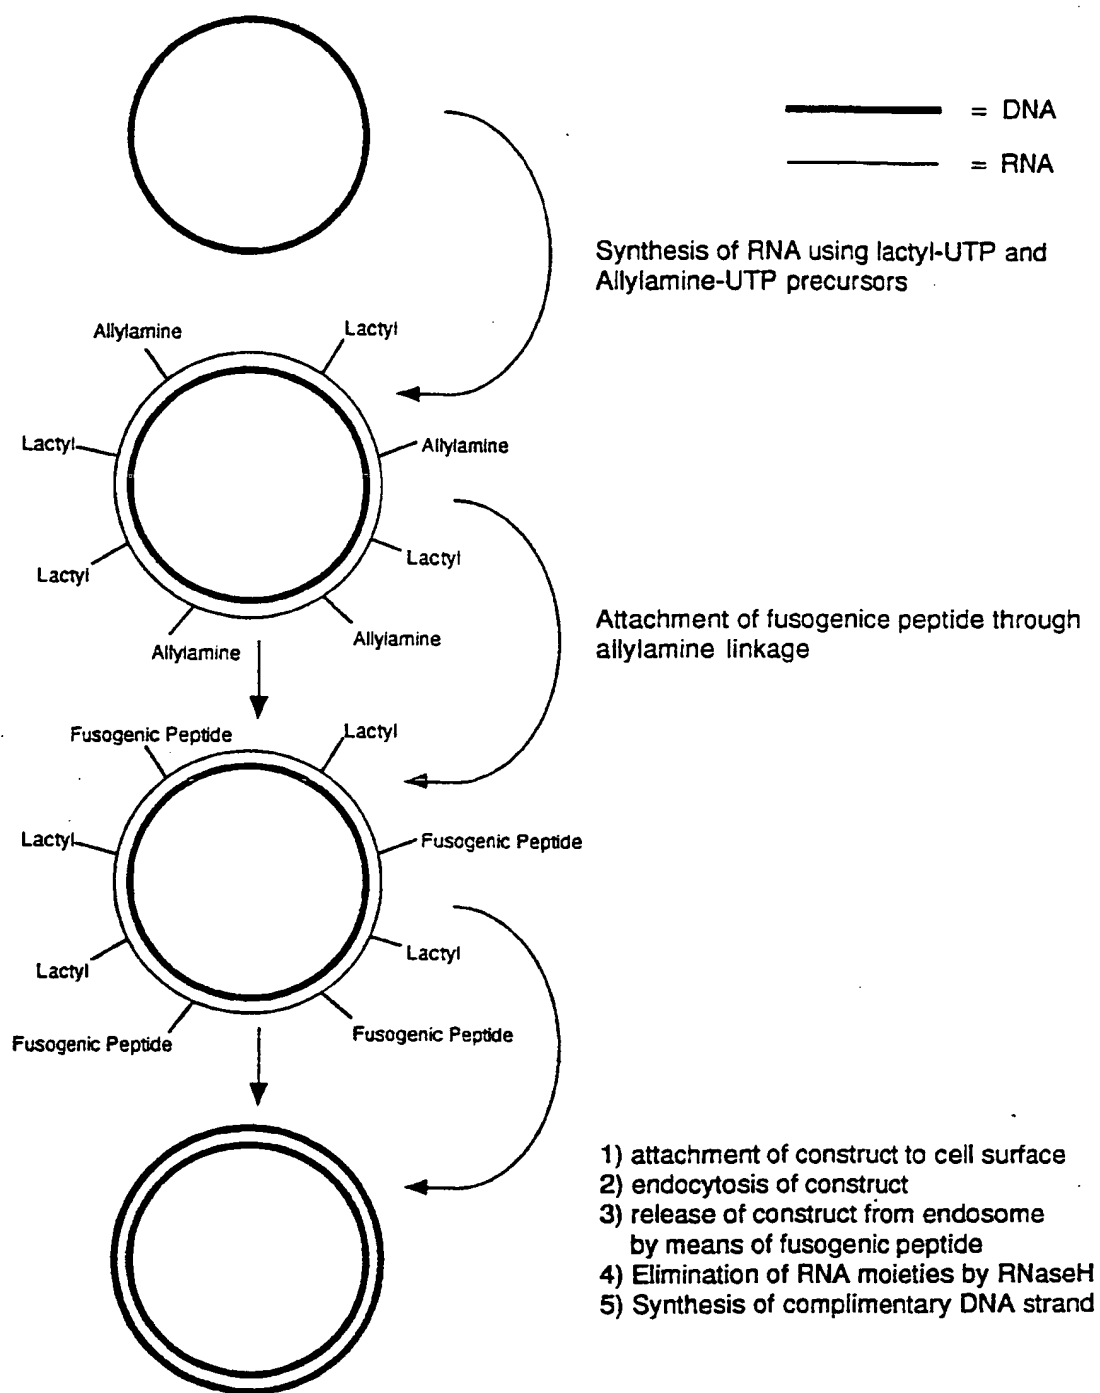 = DNA
= RNA
Synthesis of RNA using lactyl-UTP and
Allylamine-UTP precursors
Allylamine
Lactyl
Lactyl
Allylamine
Lactyl
Lactyl
Allylamine
Allylamine
Attachment of fusogenice peptide through
allylamine linkage
Fusogenic Peptide
Lactyl
Lactyl
Fusogenic Peptide
Lactyl
Lactyl
Fusogenic Peptide
Fusogenic Peptide
1) attachment of construct to cell surface
2) endocytosis of construct
3) release of construct from endosome
by means of fusogenic peptide
4) Elimination of RNA moieties by RNaseH
5) Synthesis of complimentary DNA strand